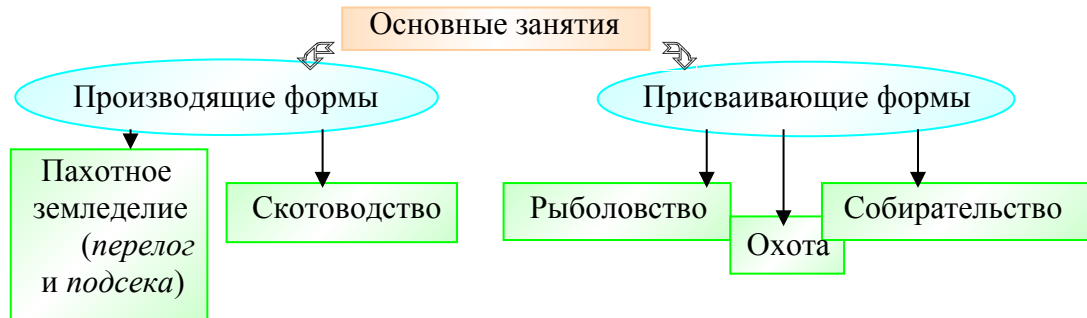 Основные занятия
Производящие формы
Присваивающие формы
Пахотное
земледелие
(перелог
и подсека)
Скотоводство
Рыболовство
Охота
Собирательство